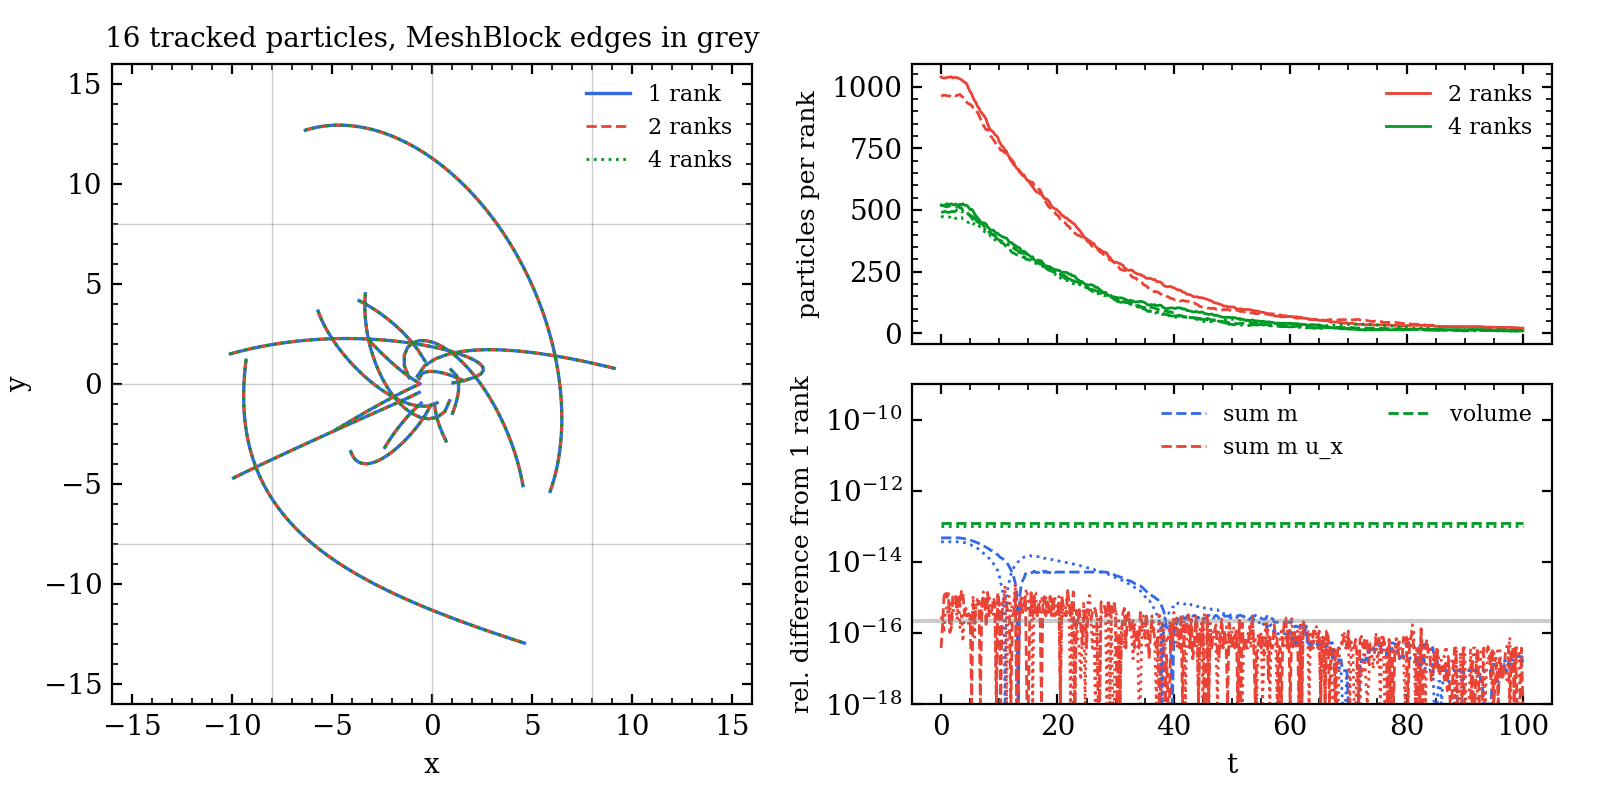 16 tracked particles, MeshBlock edges in grey
1 rank
2 ranks
4 ranks
15
10
5
0
−5
−10
−15
y
−15 −10 −5 0 5 10 15
x
2 ranks
4 ranks
1000
750
500
250
0
particles per rank
sum m
sum m u_x
volume
10⁻¹⁰
10⁻¹²
10⁻¹⁴
10⁻¹⁶
10⁻¹⁸
rel. difference from 1 rank
0 20 40 60 80 100
t